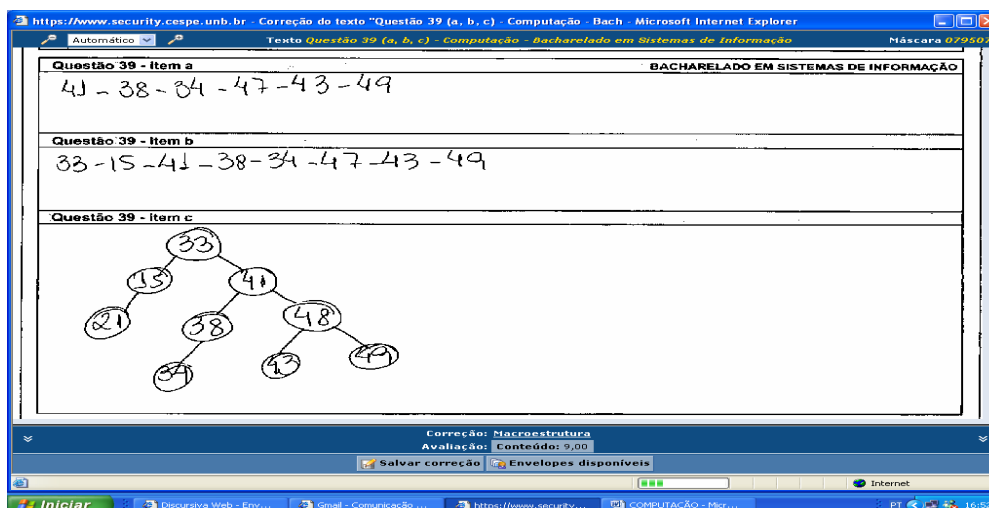 https://www.security.cespe.unb.br - Correção do texto "Questão 39 (a, b, c) - Computação - Bach - Microsoft Internet Explorer
Automático Texto Questão 39 (a, b, c) - Computação - Bacharelado em Sistemas de Informação Máscara 079507
Questão 39 - item a BACHARELADO EM SISTEMAS DE INFORMAÇÃO
41 - 38 - 34 - 47 - 43 - 49
Questão 39 - item b
33 - 15 - 41 - 38 - 34 - 47 - 43 - 49
Questão 39 - item c
33
15 41
21 38 48
34 43 49
Correção: Macroestrutura
Avaliação: Conteúdo: 9,00
Salvar correção Envelopes disponíveis
Internet
Iniciar Discursiva Web - Env... Gmail - Comunicação ... https://www.security... COMPUTAÇÃO - Micr... PT 16:52